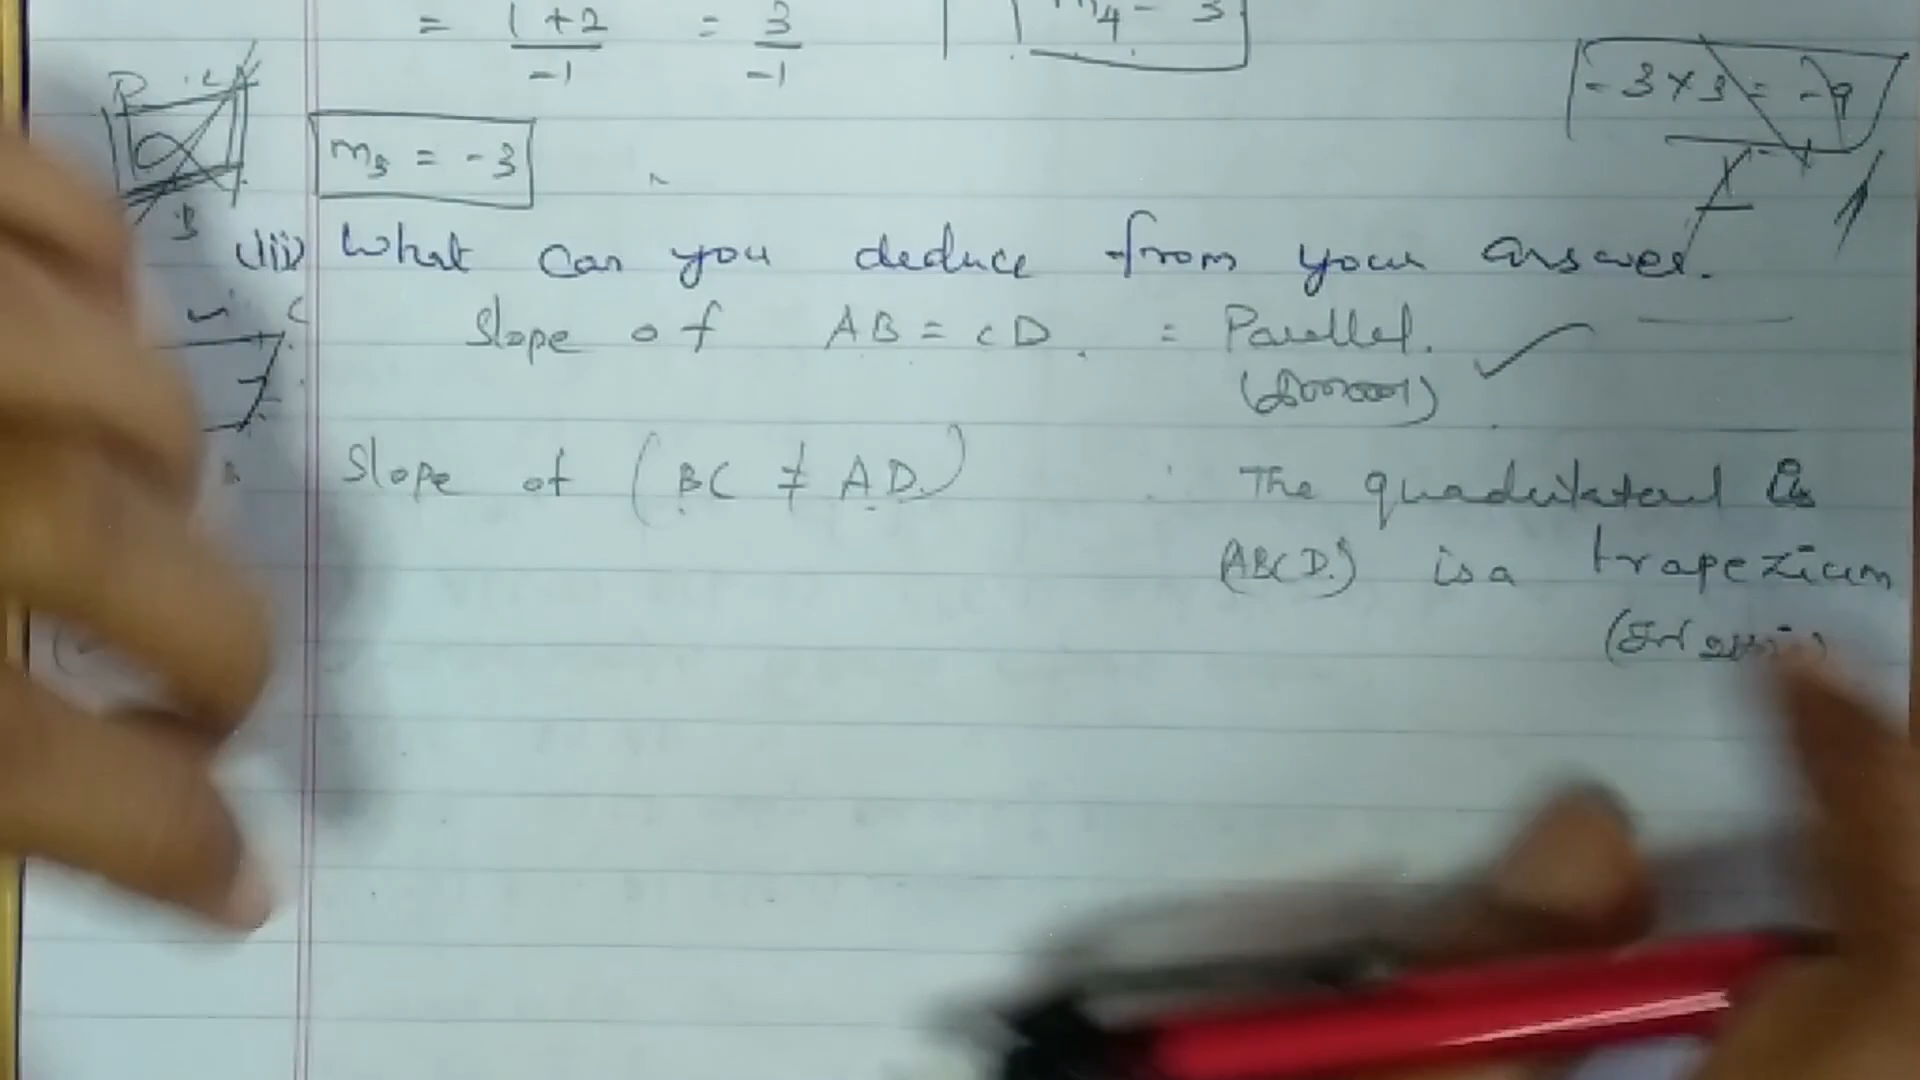 = 1+2/-1 = 3/-1
m4 = 3
-3×3 = -9
D
m3 = -3
B
(iii) What can you deduce from your answer.
C
Slope of AB = CD. = Parallel.
Slope of (BC ≠ AD.) ∴ The quadrilateral is
(ABCD.) is a trapezium